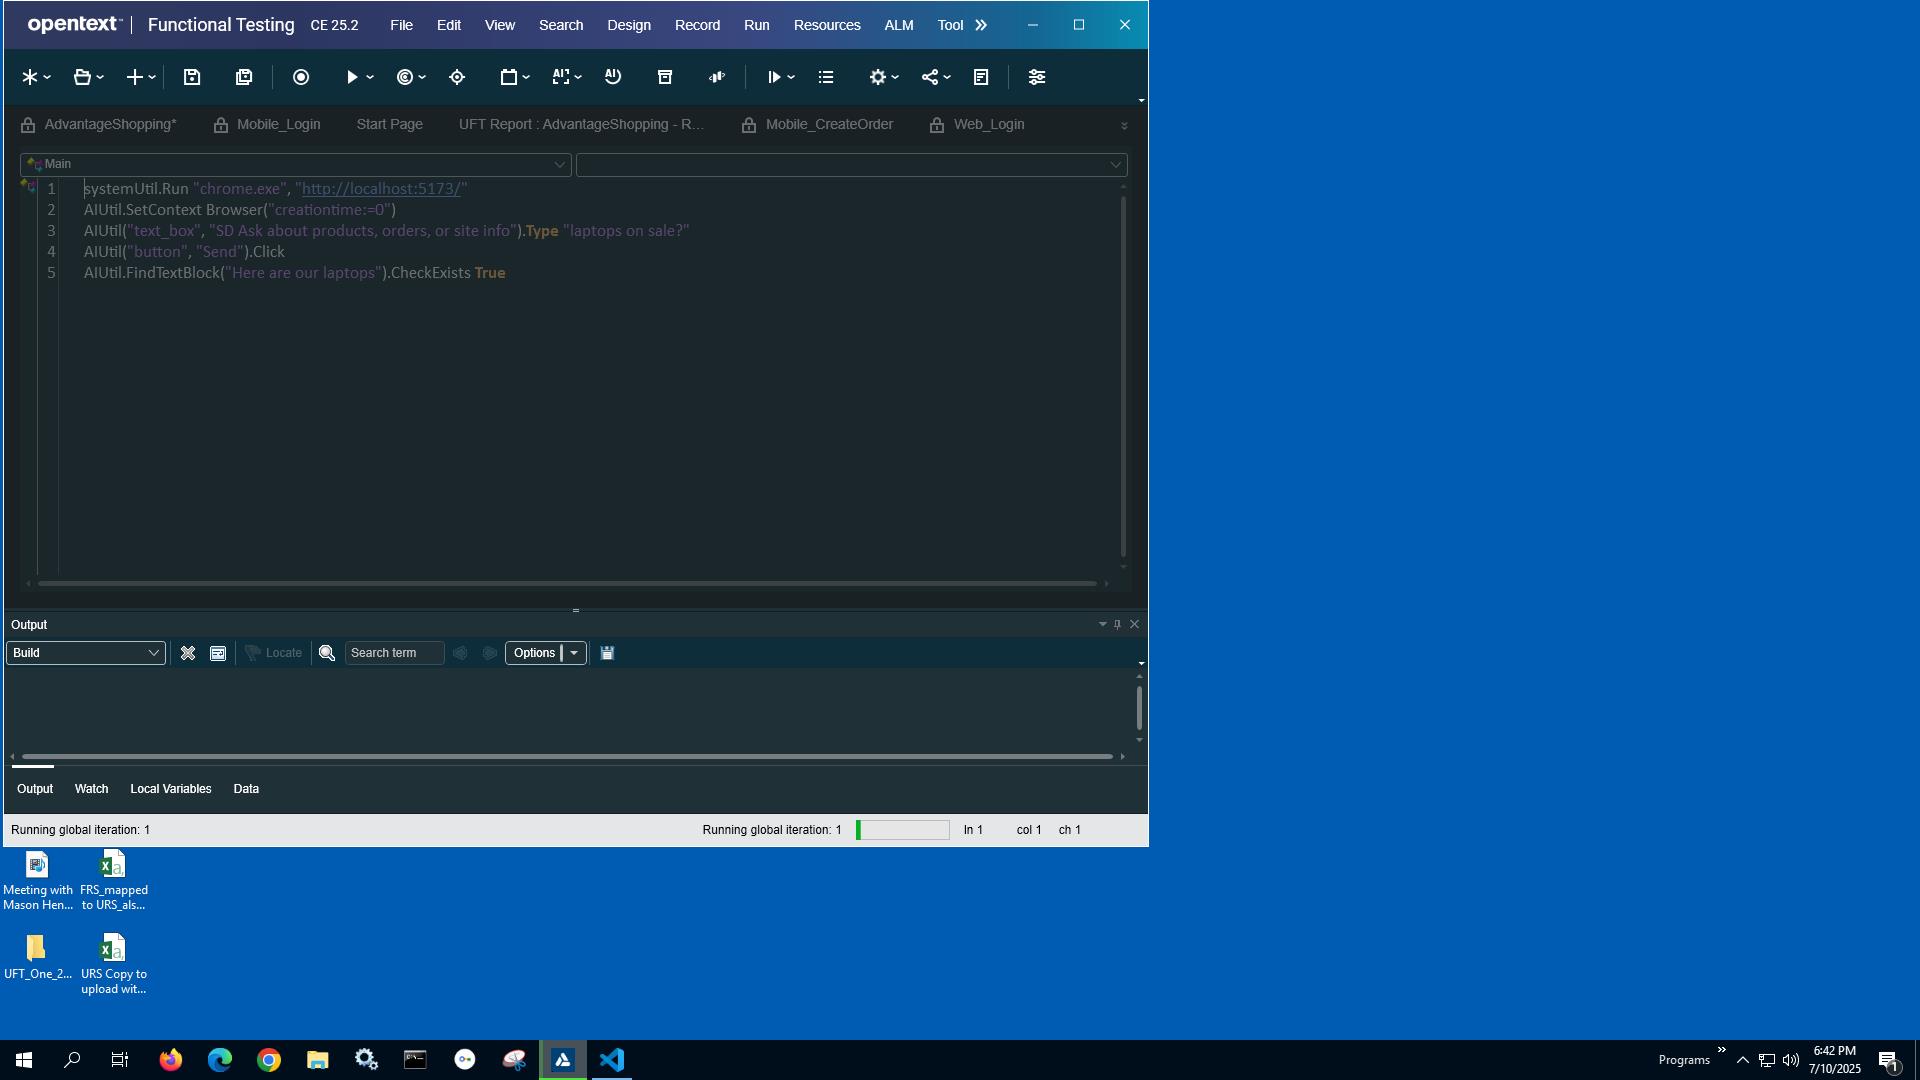 opentext™ | Functional Testing CE 25.2 File Edit View Search Design Record Run Resources ALM Tool
AdvantageShopping* Mobile_Login Start Page UFT Report : AdvantageShopping - R... Mobile_CreateOrder Web_Login
Main
1 systemUtil.Run "chrome.exe", "http://localhost:5173/"
2 AIUtil.SetContext Browser("creationtime:=0")
3 AIUtil("text_box", "SD Ask about products, orders, or site info").Type "laptops on sale?"
4 AIUtil("button", "Send").Click
5 AIUtil.FindTextBlock("Here are our laptops").CheckExists True
Output
Build Locate Search term Options
Output Watch Local Variables Data
Running global iteration: 1 Running global iteration: 1 ln 1 col 1 ch 1
Meeting with Mason Hen...
FRS_mapped to URS_als...
UFT_One_2...
URS Copy to upload wit...
Programs
6:42 PM
7/10/2025
1